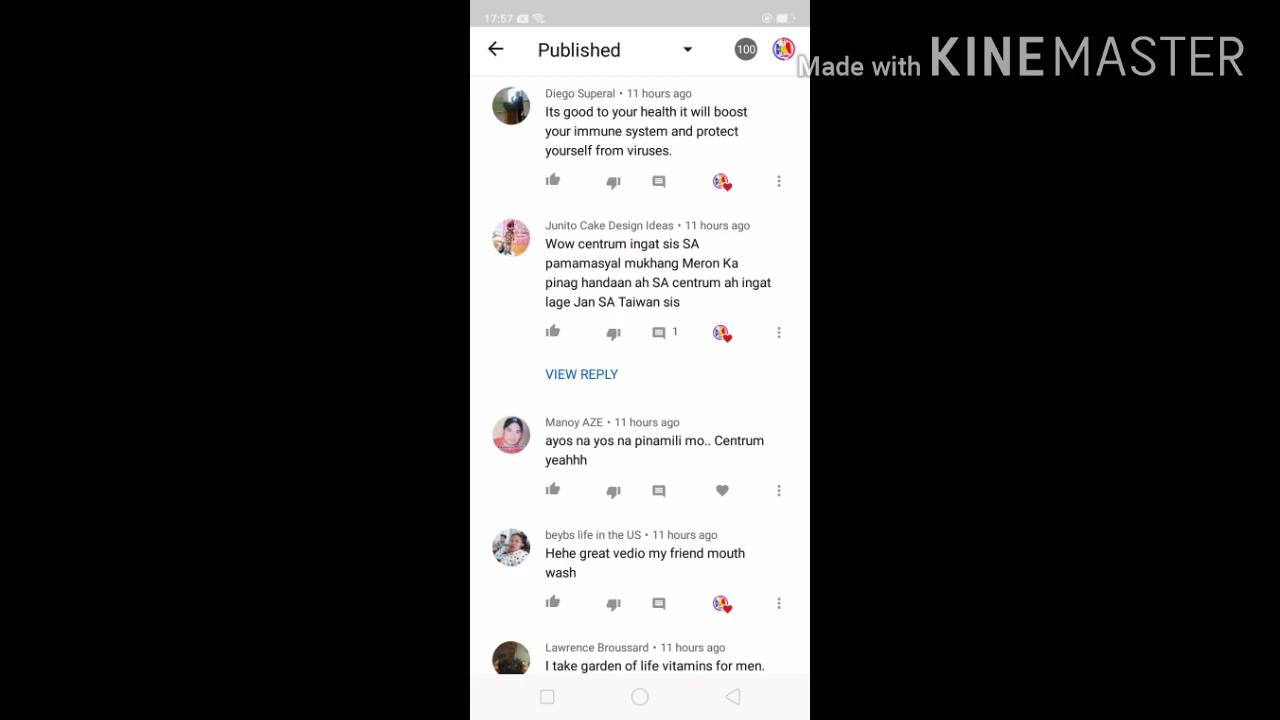 17:57
Published
100
Made with KINEMASTER
Diego Superal • 11 hours ago
Its good to your health it will boost
your immune system and protect
yourself from viruses.
Junito Cake Design Ideas • 11 hours ago
Wow centrum ingat sis SA
pamamasyal mukhang Meron Ka
pinag handaan ah SA centrum ah ingat
lage Jan SA Taiwan sis
1
VIEW REPLY
Manoy AZE • 11 hours ago
ayos na yos na pinamili mo.. Centrum
yeahhh
beybs life in the US • 11 hours ago
Hehe great vedio my friend mouth
wash
Lawrence Broussard • 11 hours ago
I take garden of life vitamins for men.